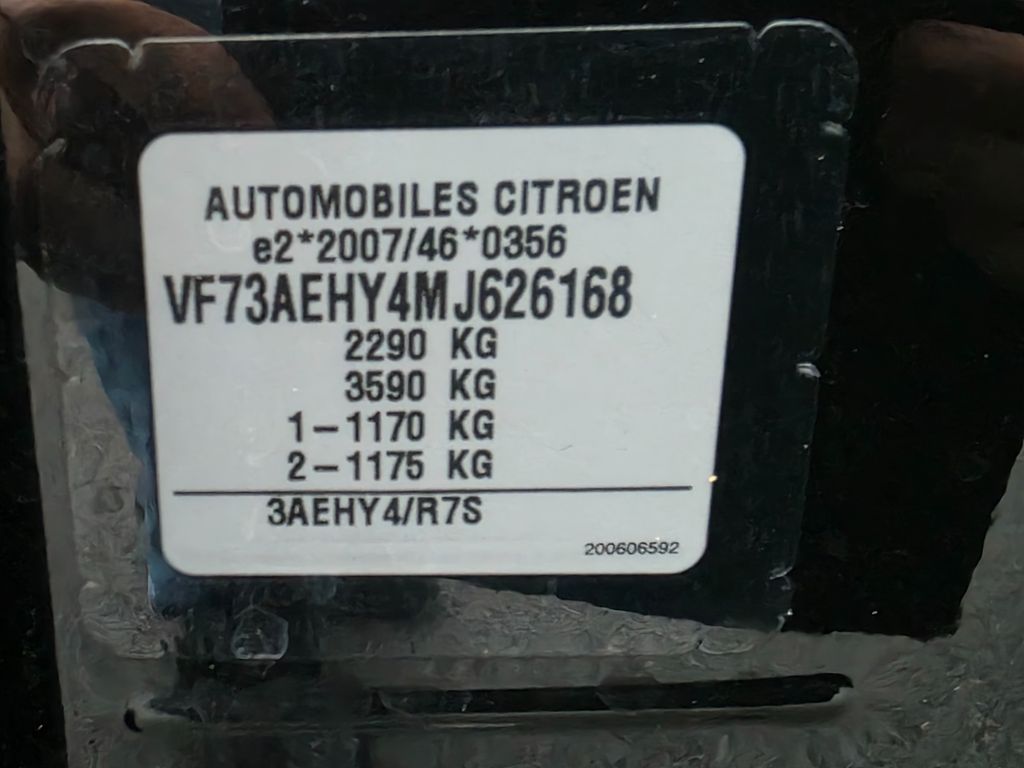 AUTOMOBILES CITROEN
e2*2007/46*0356
VF73AEHY4MJ626168
2290 KG
3590 KG
1-1170 KG
2-1175 KG
3AEHY4/R7S
200606592